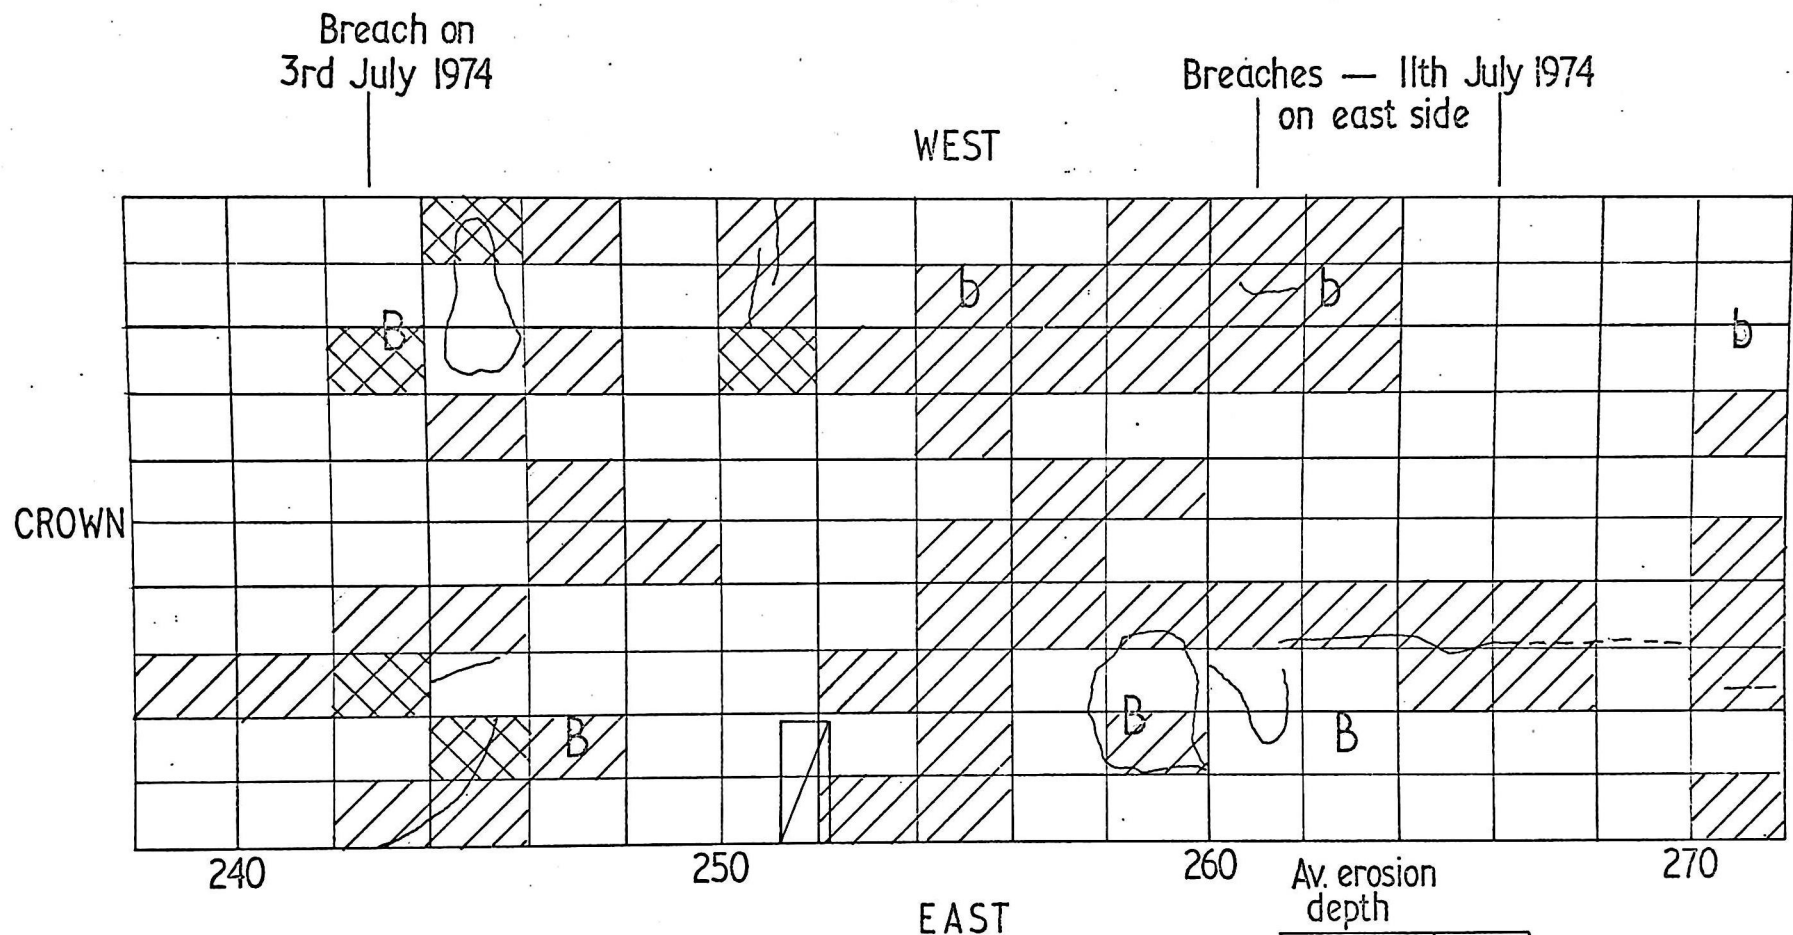 Breach on
3rd July 1974
Breaches — 11th July 1974
on east side
WEST
b
b
B
b
CROWN
B
B
B
240
250
260
270
Av. erosion
depth
EAST